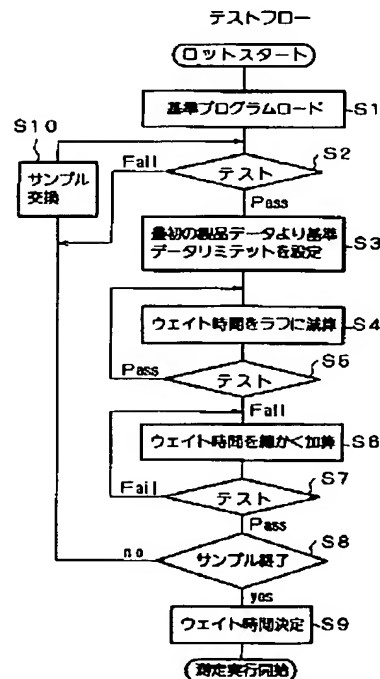 テストフロー
ロットスタート
基準プログラムロード
S1
S10
サンプル
交換
Fail
テスト
S2
Pass
最初の製品データより基準
データリミテットを設定
S3
ウェイト時間をラフに減算
S4
Pass
テスト
S5
Fail
ウェイト時間を細かく加算
S6
Fail
テスト
S7
Pass
no
サンプル終了
S8
yes
ウェイト時間決定
S9
測定実行開始